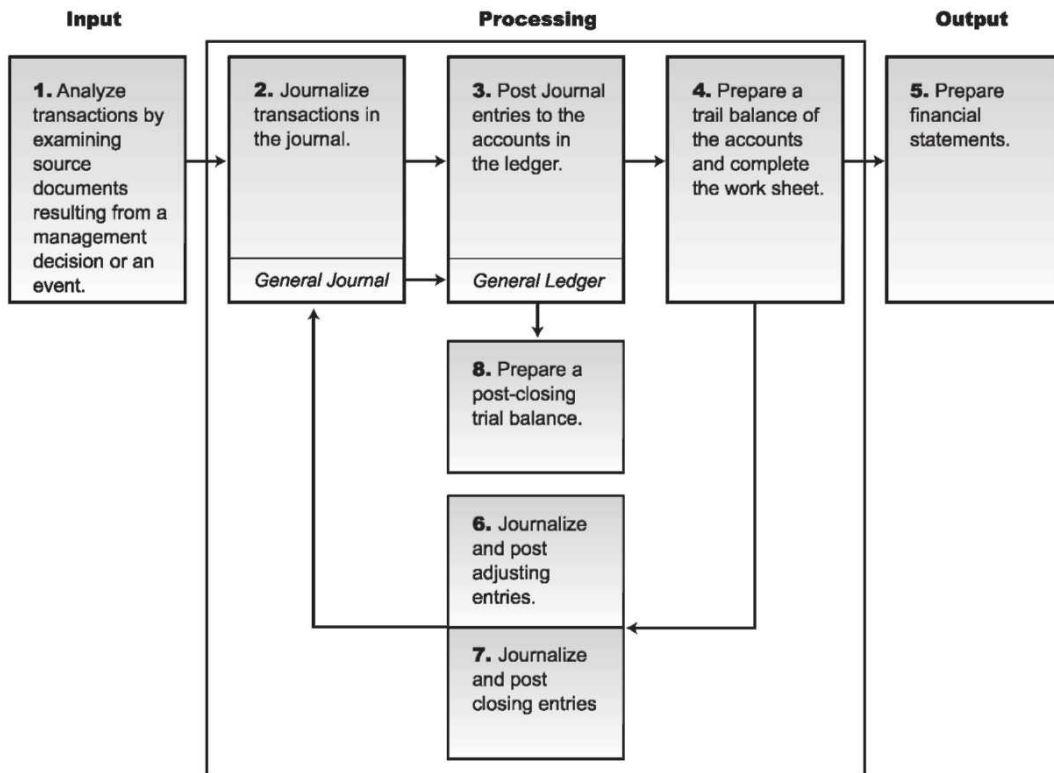 Input
Processing
Output
1. Analyze
transactions by
examining
source
documents
resulting from a
management
decision or an
event.
2. Journalize
transactions in
the journal.
General Journal
3. Post Journal
entries to the
accounts in
the ledger.
General Ledger
4. Prepare a
trail balance of
the accounts
and complete
the work sheet.
5. Prepare
financial
statements.
8. Prepare a
post-closing
trial balance.
6. Journalize
and post
adjusting
entries.
7. Journalize
and post
closing entries